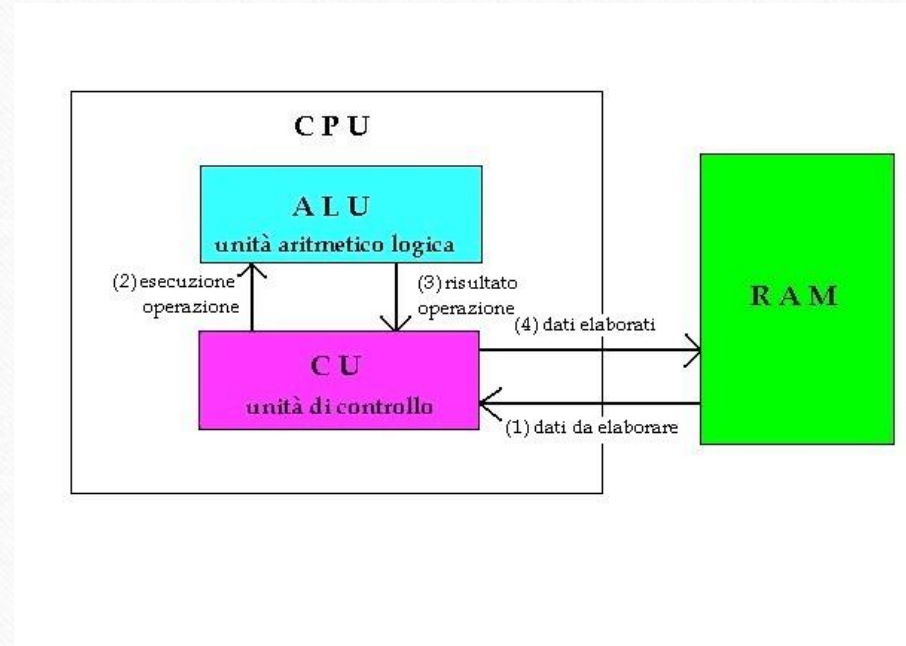 C P U
A L U
unità aritmetico logica
(2) esecuzione
operazione
(3) risultato
operazione
(4) dati elaborati
R A M
C U
unità di controllo
(1) dati da elaborare